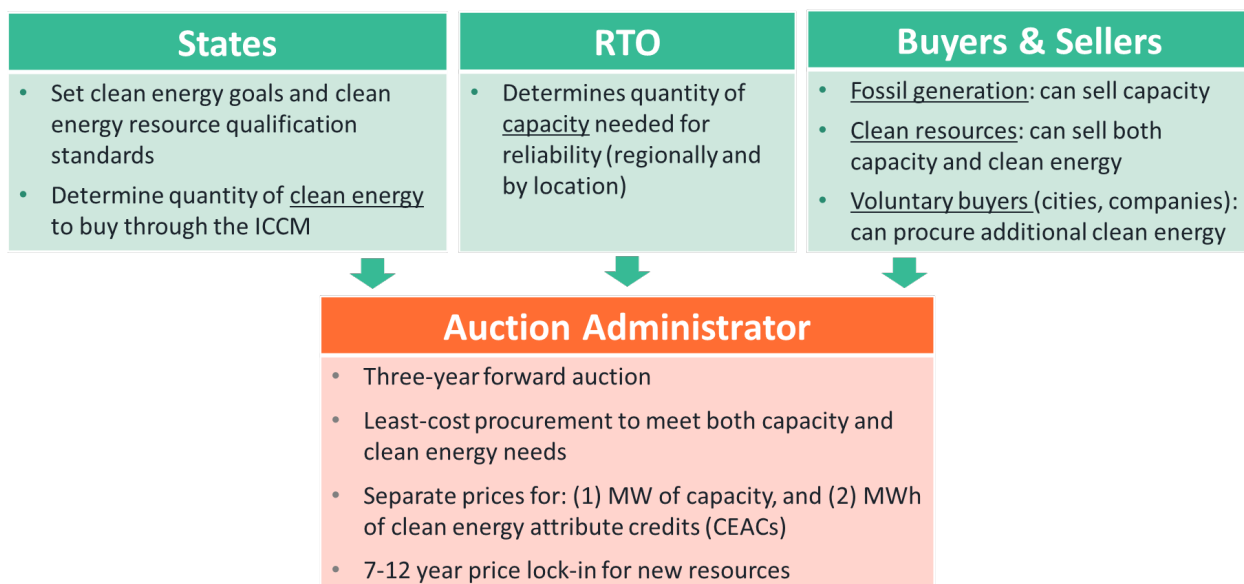 States
• Set clean energy goals and clean
energy resource qualification
standards
• Determine quantity of clean energy
to buy through the ICCM
RTO
• Determines quantity of
capacity needed for
reliability (regionally and
by location)
Buyers & Sellers
• Fossil generation: can sell capacity
• Clean resources: can sell both
capacity and clean energy
• Voluntary buyers (cities, companies):
can procure additional clean energy
Auction Administrator
• Three-year forward auction
• Least-cost procurement to meet both capacity and
clean energy needs
• Separate prices for: (1) MW of capacity, and (2) MWh
of clean energy attribute credits (CEACs)
• 7-12 year price lock-in for new resources